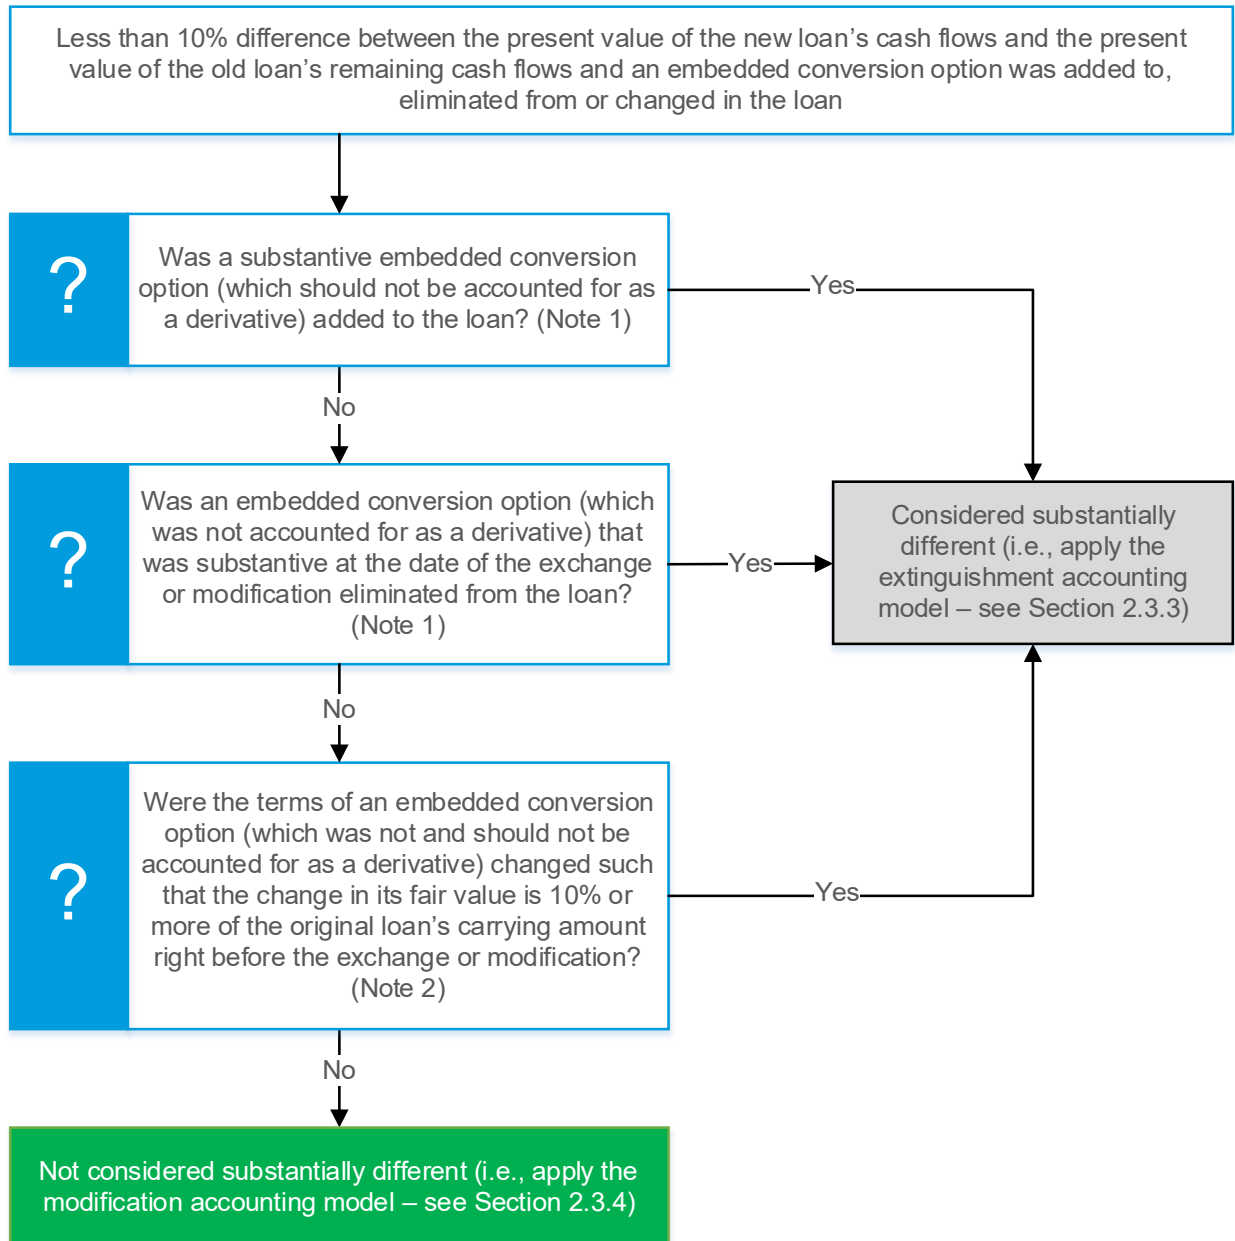 Less than 10% difference between the present value of the new loan’s cash flows and the present
value of the old loan’s remaining cash flows and an embedded conversion option was added to,
eliminated from or changed in the loan
?
Was a substantive embedded conversion
option (which should not be accounted for as
a derivative) added to the loan? (Note 1)
Yes
No
?
Was an embedded conversion option (which
was not accounted for as a derivative) that
was substantive at the date of the exchange
or modification eliminated from the loan?
(Note 1)
Yes
Considered substantially
different (i.e., apply the
extinguishment accounting
model – see Section 2.3.3)
No
?
Were the terms of an embedded conversion
option (which was not and should not be
accounted for as a derivative) changed such
that the change in its fair value is 10% or
more of the original loan’s carrying amount
right before the exchange or modification?
(Note 2)
Yes
No
Not considered substantially different (i.e., apply the
modification accounting model – see Section 2.3.4)